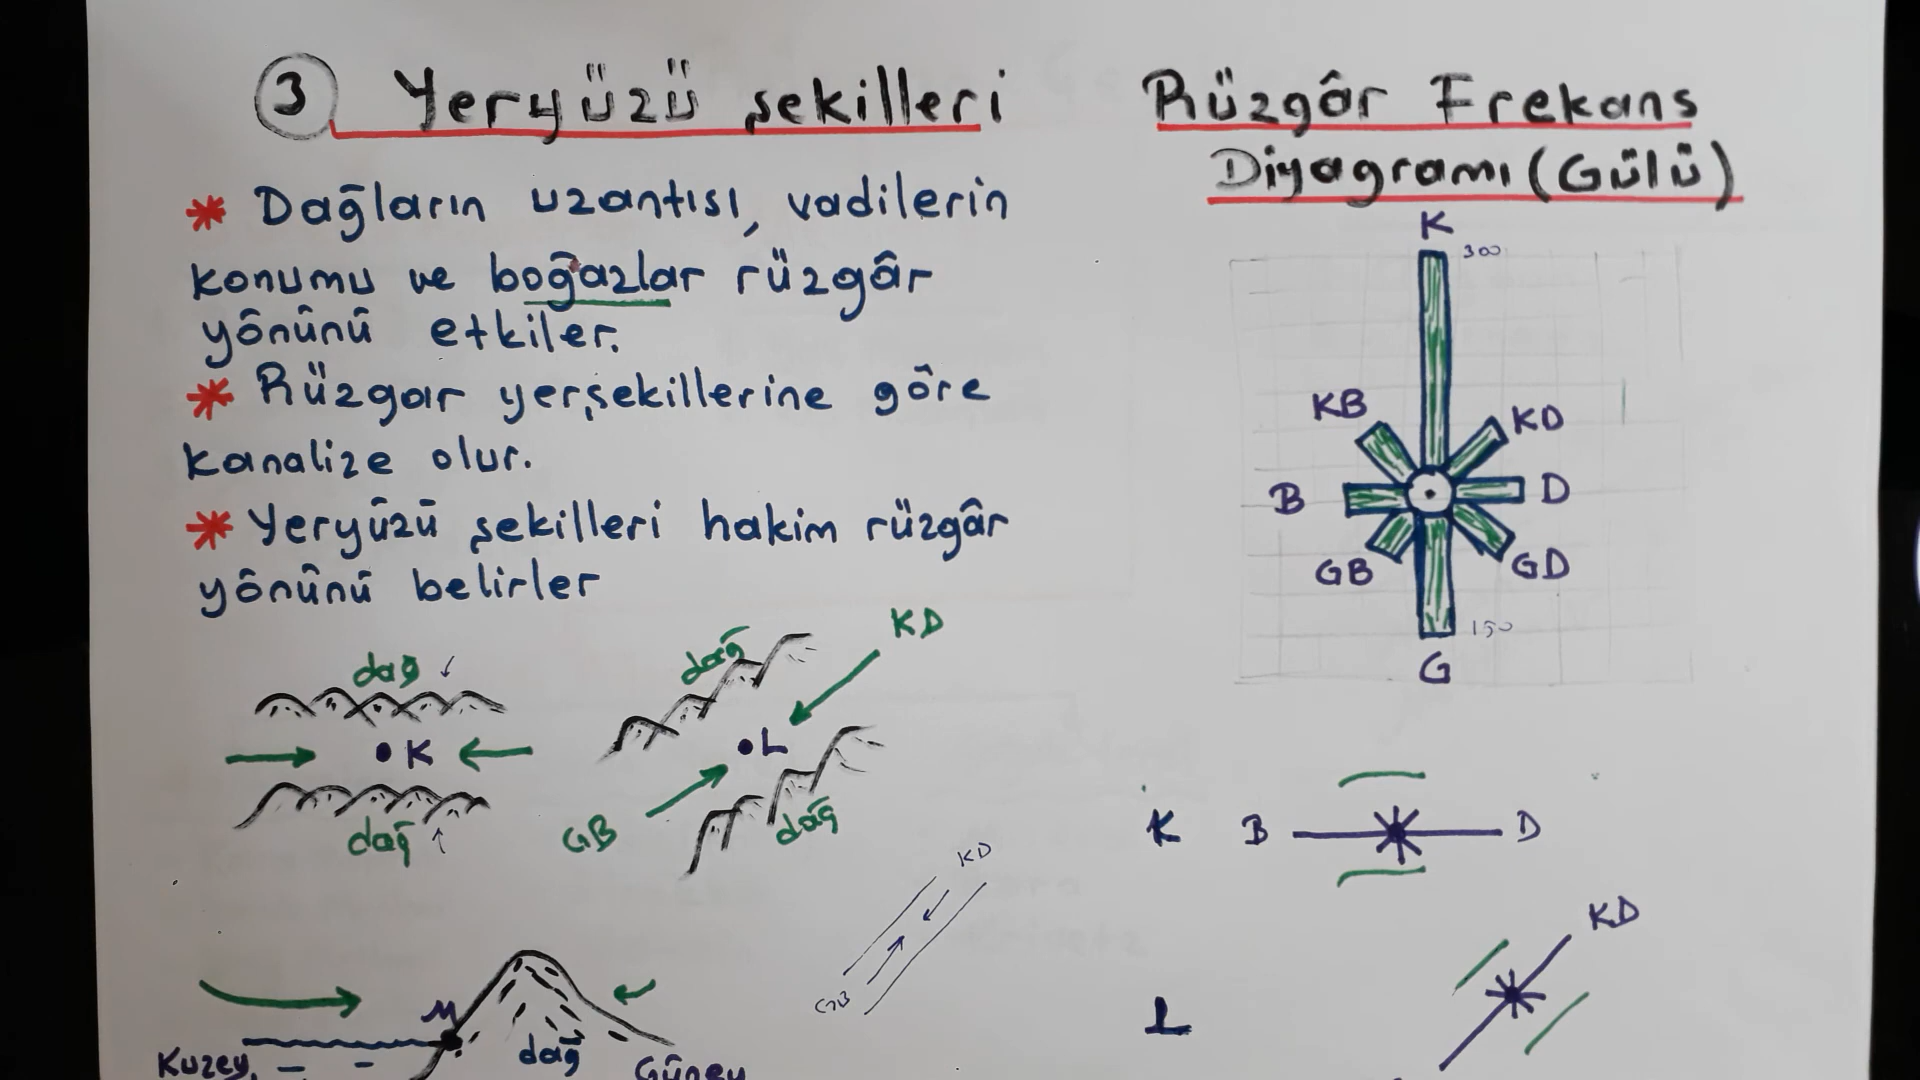 3 Yeryüzü şekilleri
* Dağların uzantısı, vadilerin
konumu ve boğazlar rüzgâr
yönünü etkiler.
* Rüzgar yerşekillerine göre
kanalize olur.
* Yeryüzü şekilleri hakim rüzgâr
yönünü belirler
dağ
K
dağ
dağ
KD
L
GB
dağ
KD
GB
M
dağ
Kuzey
Güney
Rüzgâr Frekans
Diyagramı (Gülü)
K
300
KB
KD
B
D
GB
GD
150
G
K B D
KD
L